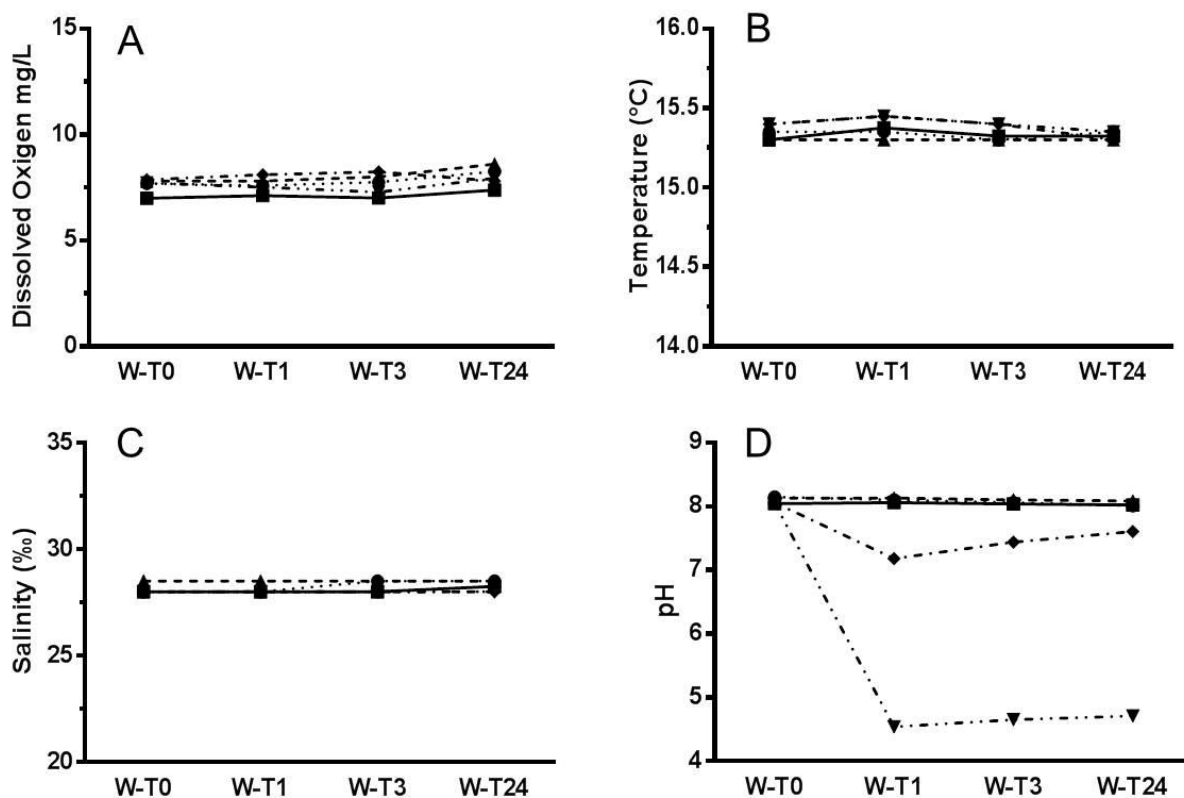 A
Dissolved Oxigen mg/L
15
10
5
0
W-T0 W-T1 W-T3 W-T24
B
Temperature (°C)
16.0
15.5
15.0
14.5
14.0
W-T0 W-T1 W-T3 W-T24
C
Salinity (‰)
35
30
25
20
W-T0 W-T1 W-T3 W-T24
D
pH
9
8
7
6
5
4
W-T0 W-T1 W-T3 W-T24